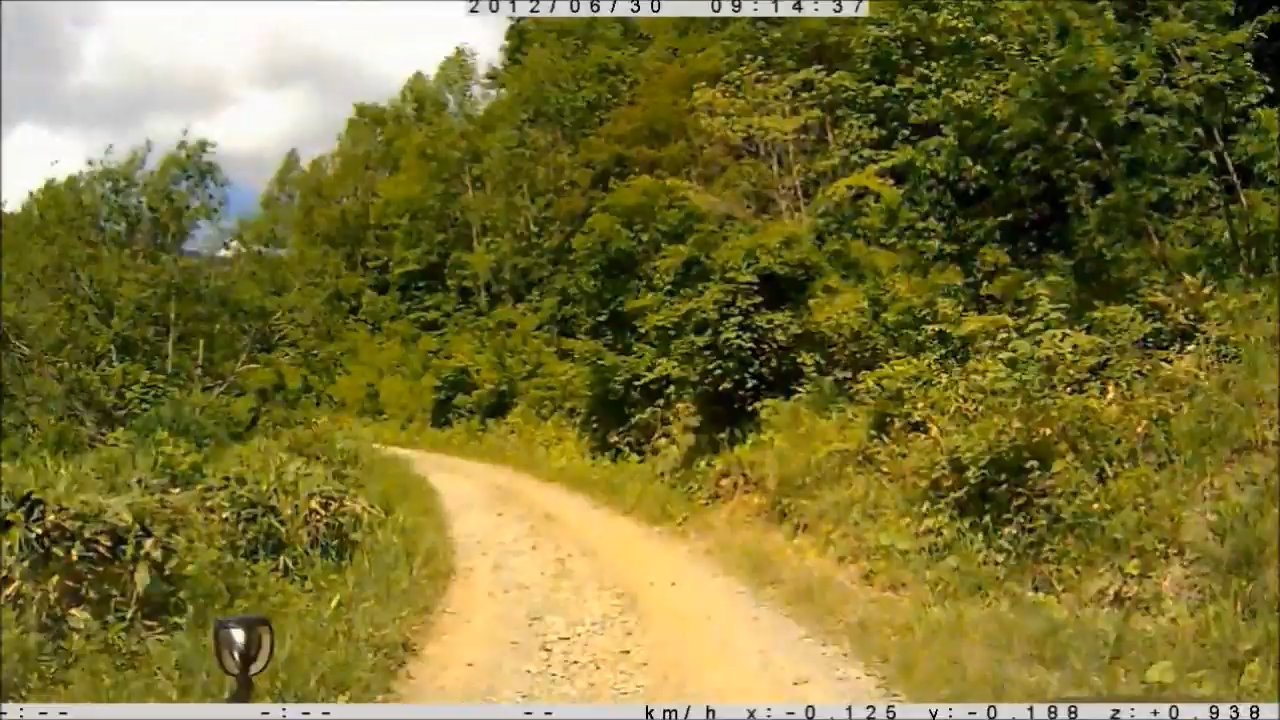 2012/06/30 09:14:37
-:-- -:-- -- km/h x:-0.125 y:-0.188 z:+0.938